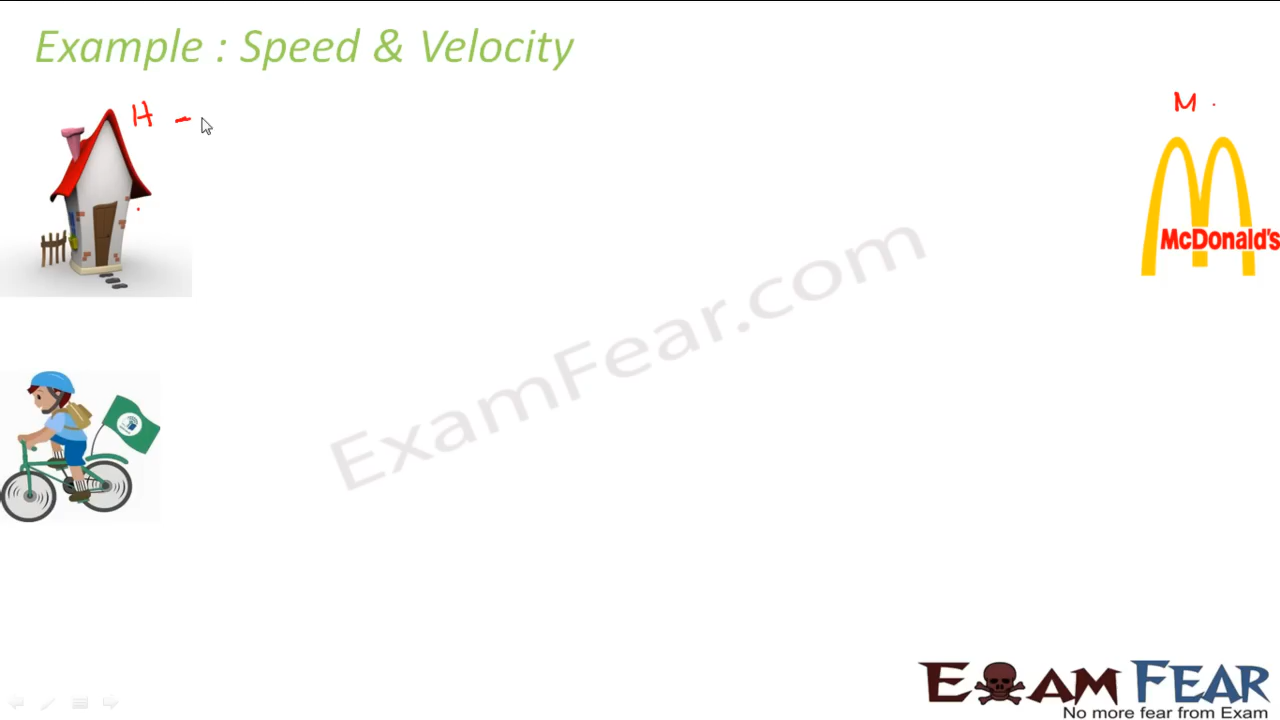 Example : Speed & Velocity
H -
M .
McDonald's
ExamFear.com
EXAM FEAR
No more fear from Exam